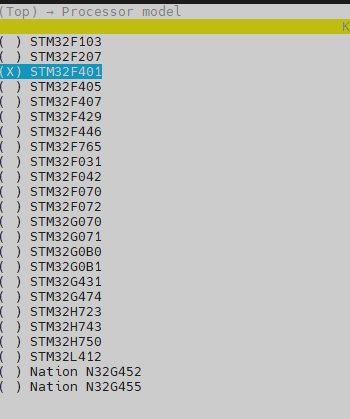 (Top) → Processor model
K
( ) STM32F103
( ) STM32F207
(X) STM32F401
( ) STM32F405
( ) STM32F407
( ) STM32F429
( ) STM32F446
( ) STM32F765
( ) STM32F031
( ) STM32F042
( ) STM32F070
( ) STM32F072
( ) STM32G070
( ) STM32G071
( ) STM32G0B0
( ) STM32G0B1
( ) STM32G431
( ) STM32G474
( ) STM32H723
( ) STM32H743
( ) STM32H750
( ) STM32L412
( ) Nation N32G452
( ) Nation N32G455